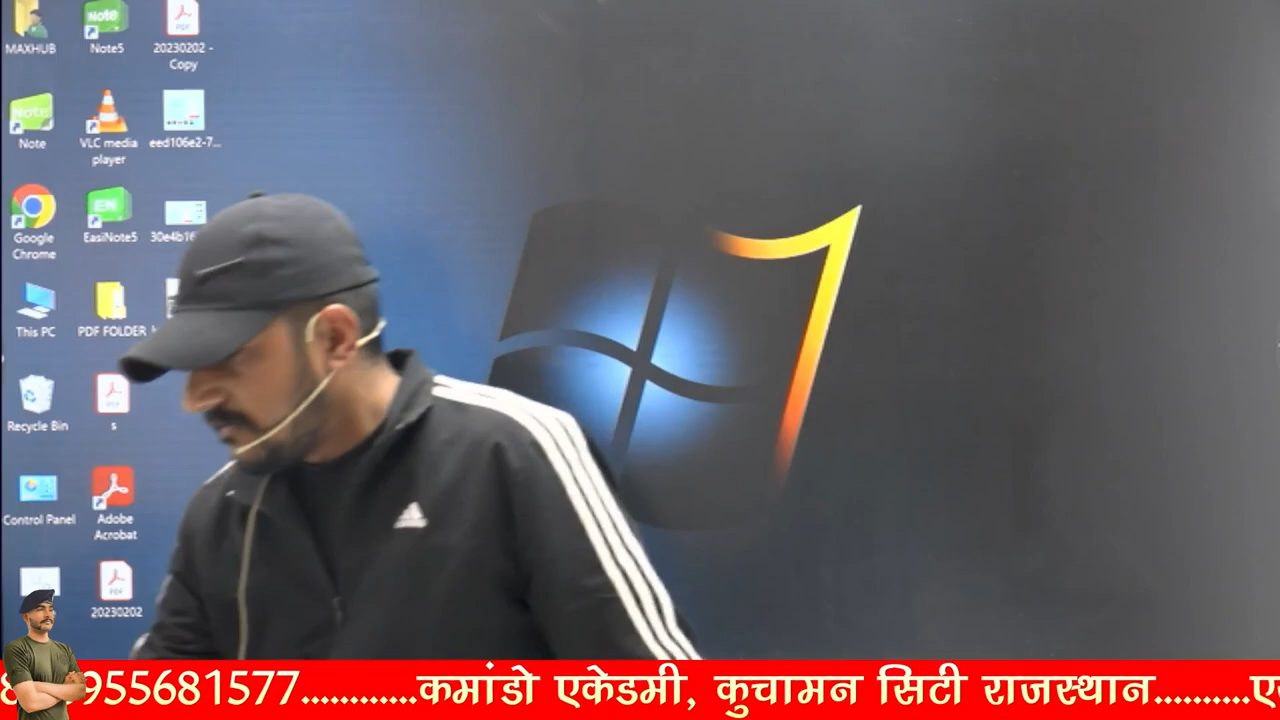 MAXHUB
Note5
20230202 -
Copy
Note
VLC media
player
eed106e2-7...
Google
Chrome
EasiNote5
This PC
PDF FOLDER
Recycle Bin
s
Control Panel
Adobe
Acrobat
20230202
955681577............कमांडो एकेडमी, कुचामन सिटी राजस्थान..........